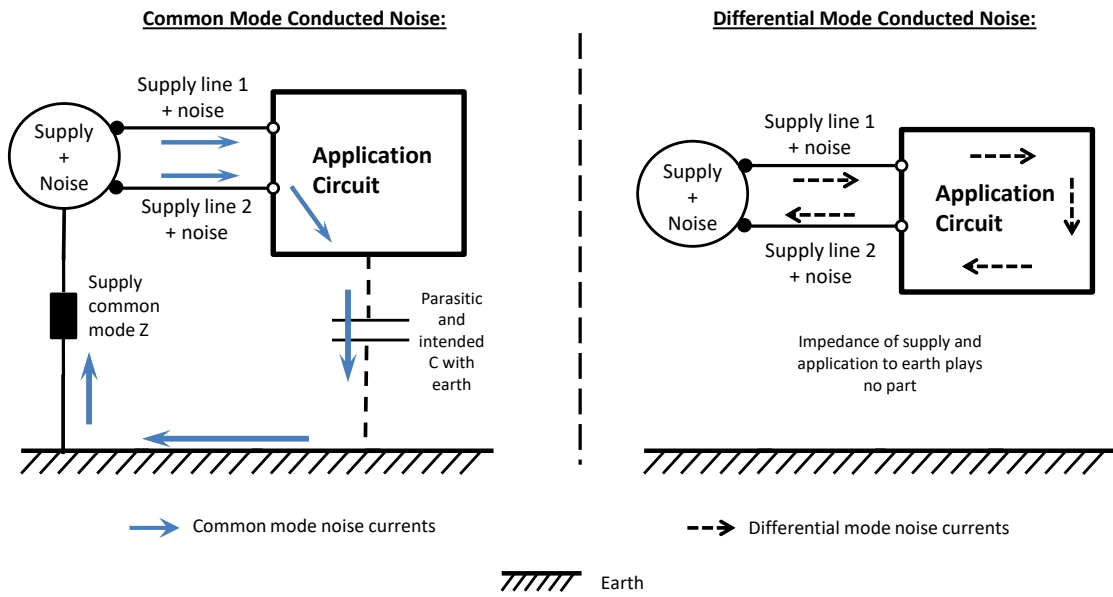 Common Mode Conducted Noise:
Supply line 1
+ noise
Supply
+
Noise
Application
Circuit
Supply line 2
+ noise
Supply
common
mode Z
Parasitic
and
intended
C with
earth
Differential Mode Conducted Noise:
Supply line 1
+ noise
Supply
+
Noise
Application
Circuit
Supply line 2
+ noise
Impedance of supply and
application to earth plays
no part
Common mode noise currents
Differential mode noise currents
Earth